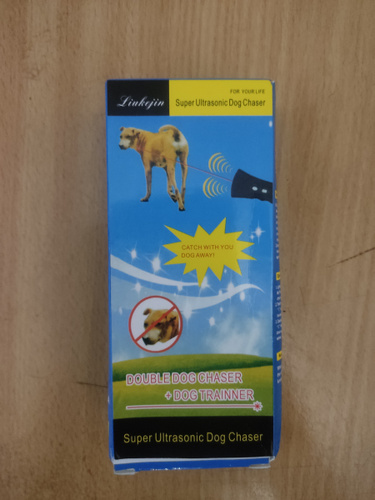 Liukejin
FOR YOUR LIFE
Super Ultrasonic Dog Chaser
CATCH WITH YOU
DOG AWAY!
DOUBLE DOG CHASER
+ DOG TRAINNER
Super Ultrasonic Dog Chaser